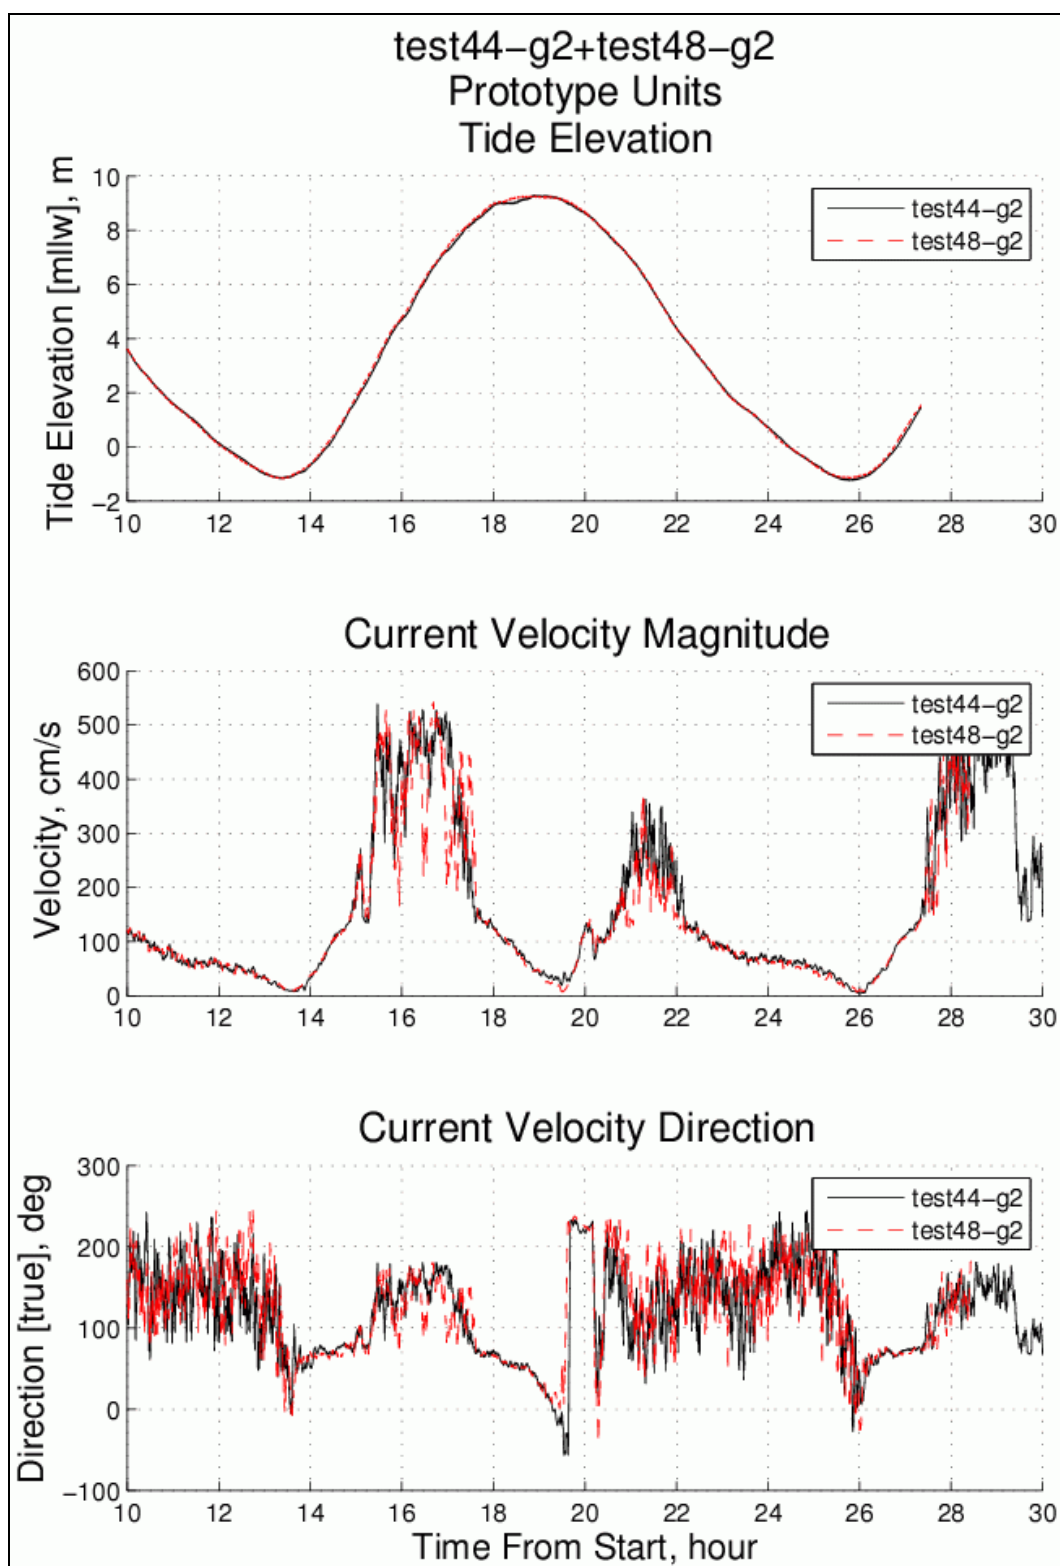 test44−g2+test48−g2
Prototype Units
Tide Elevation
Tide Elevation [mllw], m
10
8
6
4
2
0
−2
test44−g2
test48−g2
10 12 14 16 18 20 22 24 26 28 30
Current Velocity Magnitude
Velocity, cm/s
600
500
400
300
200
100
0
test44−g2
test48−g2
10 12 14 16 18 20 22 24 26 28 30
Current Velocity Direction
Direction [true], deg
300
200
100
0
−100
test44−g2
test48−g2
10 12 14 16 18 20 22 24 26 28 30
Time From Start, hour